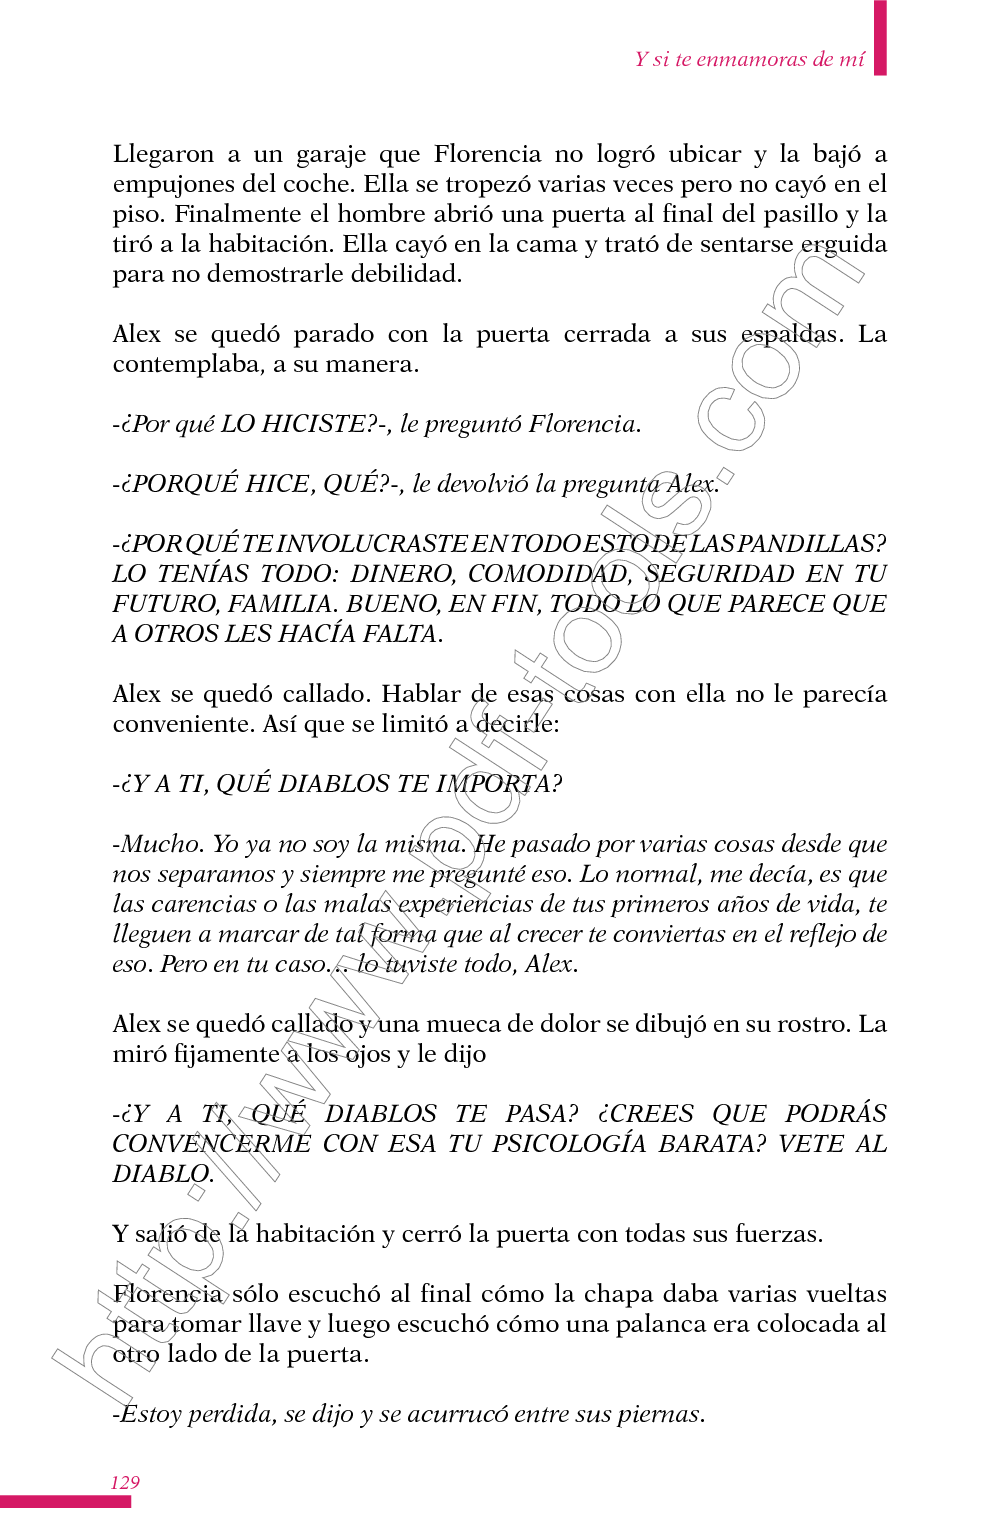 Y si te enmamoras de mí
Llegaron a un garaje que Florencia no logró ubicar y la bajó a
empujones del coche. Ella se tropezó varias veces pero no cayó en el
piso. Finalmente el hombre abrió una puerta al final del pasillo y la
tiró a la habitación. Ella cayó en la cama y trató de sentarse erguida
para no demostrarle debilidad.
Alex se quedó parado con la puerta cerrada a sus espaldas. La
contemplaba, a su manera.
-¿Por qué LO HICISTE?-, le preguntó Florencia.
-¿PORQUÉ HICE, QUÉ?-, le devolvió la pregunta Alex.
-¿POR QUÉ TE INVOLUCRASTE EN TODO ESTO DE LAS PANDILLAS?
LO TENÍAS TODO: DINERO, COMODIDAD, SEGURIDAD EN TU
FUTURO, FAMILIA. BUENO, EN FIN, TODO LO QUE PARECE QUE
A OTROS LES HACÍA FALTA.
Alex se quedó callado. Hablar de esas cosas con ella no le parecía
conveniente. Así que se limitó a decirle:
-¿Y A TI, QUÉ DIABLOS TE IMPORTA?
-Mucho. Yo ya no soy la misma. He pasado por varias cosas desde que
nos separamos y siempre me pregunté eso. Lo normal, me decía, es que
las carencias o las malas experiencias de tus primeros años de vida, te
lleguen a marcar de tal forma que al crecer te conviertas en el reflejo de
eso. Pero en tu caso… lo tuviste todo, Alex.
Alex se quedó callado y una mueca de dolor se dibujó en su rostro. La
miró fijamente a los ojos y le dijo
-¿Y A TI, QUÉ DIABLOS TE PASA? ¿CREES QUE PODRÁS
CONVENCERME CON ESA TU PSICOLOGÍA BARATA? VETE AL
DIABLO.
Y salió de la habitación y cerró la puerta con todas sus fuerzas.
Florencia sólo escuchó al final cómo la chapa daba varias vueltas
para tomar llave y luego escuchó cómo una palanca era colocada al
otro lado de la puerta.
-Estoy perdida, se dijo y se acurrucó entre sus piernas.
129
http://www.pdf-tools.com